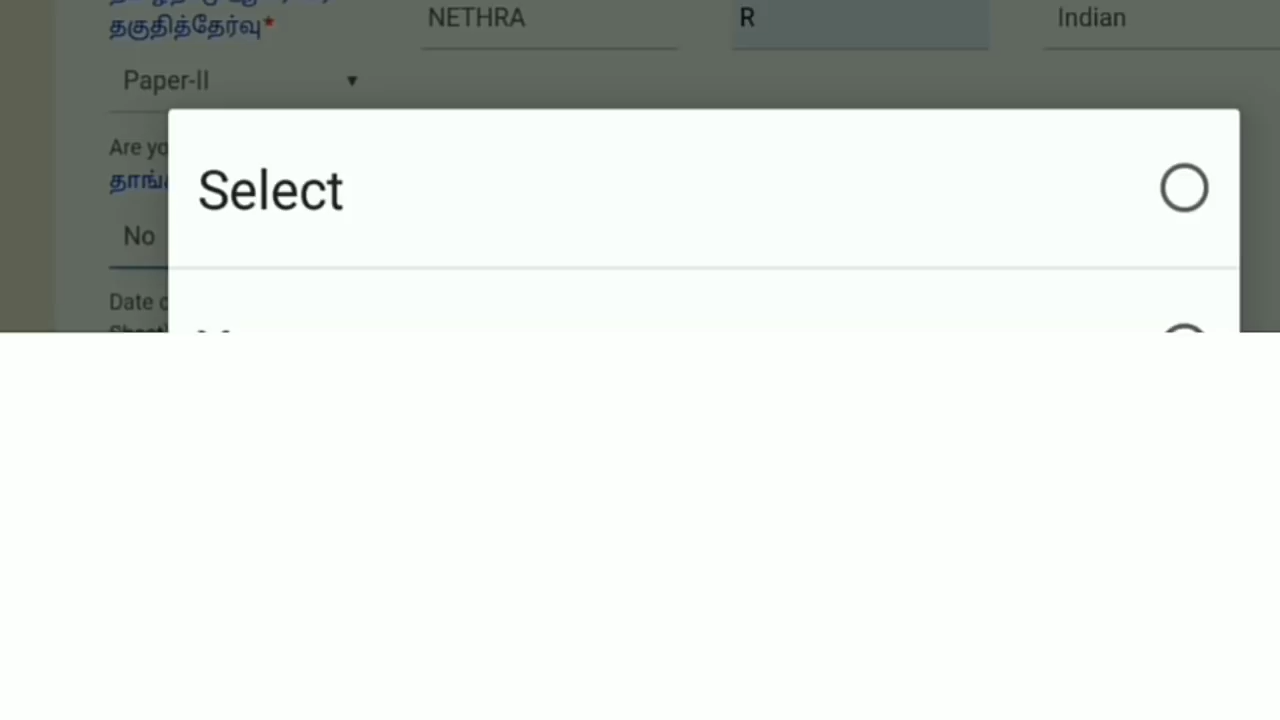 தகுதித்தேர்வு*
NETHRA
R
Indian
Paper-II
Are yo
தாங்
Select
No
Date